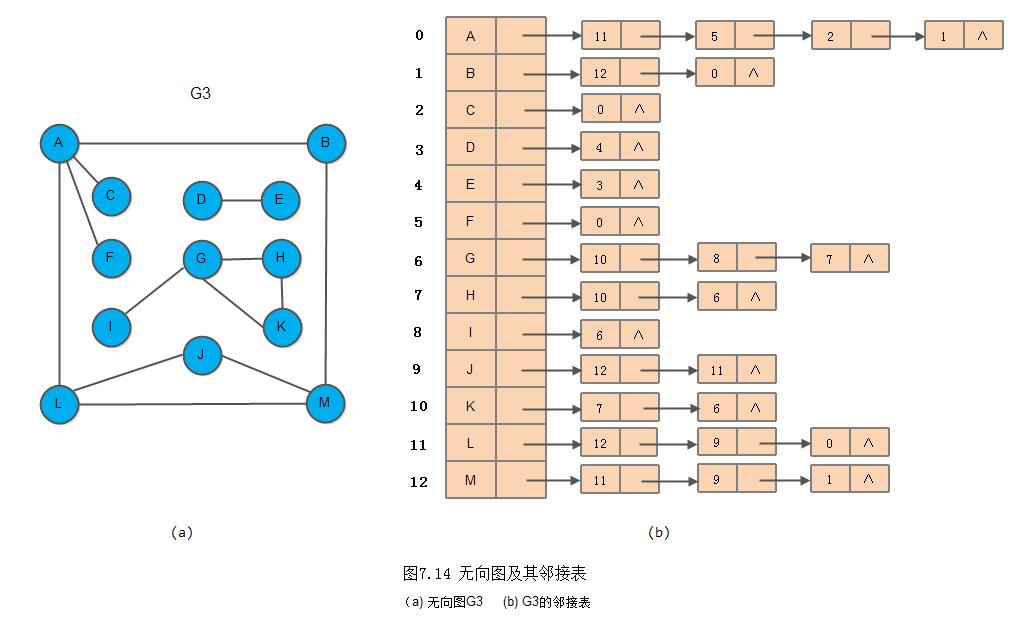 G3
A
B
C
D
E
F
G
H
I
K
J
L
M
0 A 11 5 2 1 ∧
1 B 12 0 ∧
2 C 0 ∧
3 D 4 ∧
4 E 3 ∧
5 F 0 ∧
6 G 10 8 7 ∧
7 H 10 6 ∧
8 I 6 ∧
9 J 12 11 ∧
10 K 7 6 ∧
11 L 12 9 0 ∧
12 M 11 9 1 ∧
（a） （b）
图7.14 无向图及其邻接表
（a) 无向图G3 (b) G3的邻接表